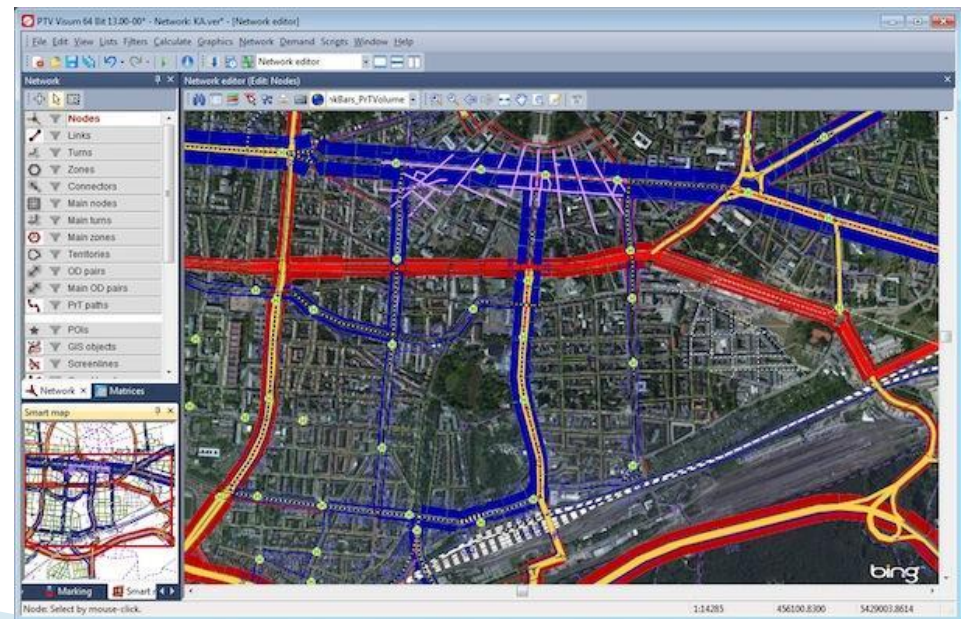 PTV Visum 64 Bit 13.00-00* - Network: KA.ver* - [Network editor]
File Edit View Lists Filters Calculate Graphics Network Demand Scripts Window Help
Network editor
Network
Network editor (Edit: Nodes)
nkBars_PrTVolume
Nodes
Links
Turns
Zones
Connectors
Main nodes
Main turns
Main zones
Territories
OD pairs
Main OD pairs
PrT paths
POIs
GIS objects
Screenlines
Network
Matrices
Smart map
bing
Marking
Smart
Node: Select by mouse-click.
1:14285
456100.8300
5429003.8614